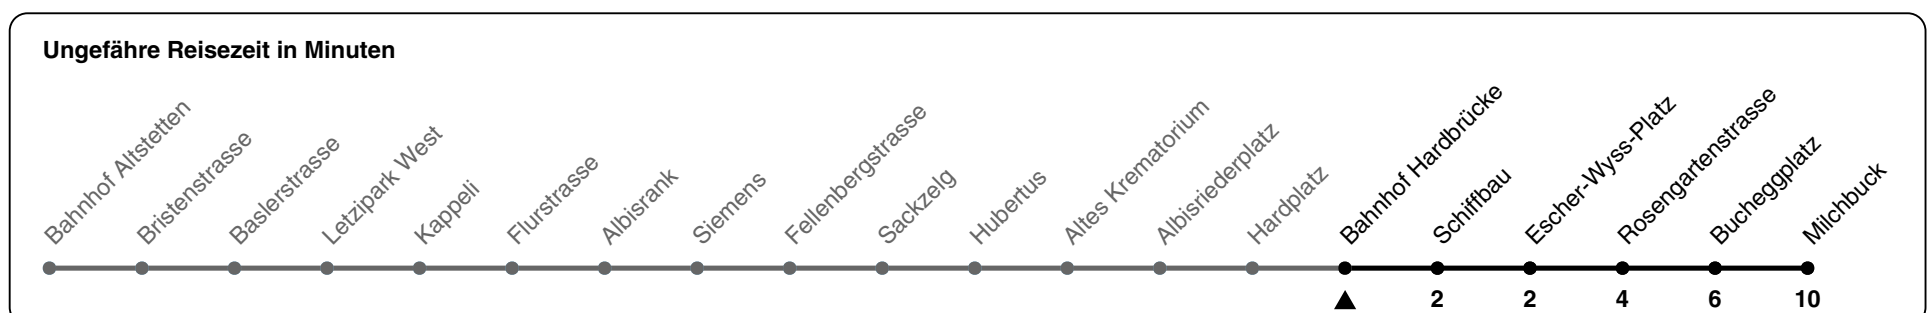 Ungefähre Reisezeit in Minuten
Bahnhof Altstetten
Bristenstrasse
Baslerstrasse
Letzipark West
Kappeli
Flurstrasse
Albisrank
Siemens
Fellenbergstrasse
Sackzelg
Hubertus
Altes Krematorium
Albisriederplatz
Hardplatz
Bahnhof Hardbrücke
Schiffbau
Escher-Wyss-Platz
Rosengartenstrasse
Bucheggplatz
Milchbuck
2 2 4 6 10